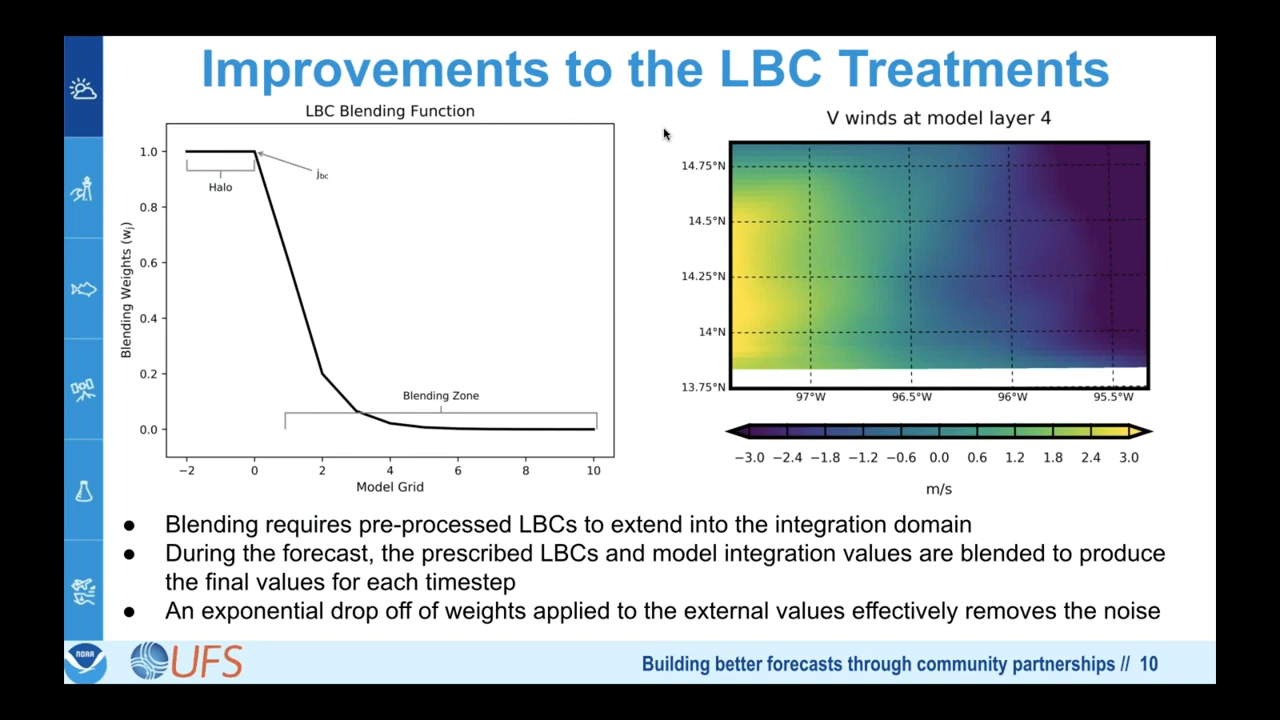 Improvements to the LBC Treatments
LBC Blending Function
1.0
0.8
0.6
0.4
0.2
0.0
Blending Weights (wj)
Halo
jbc
Blending Zone
−2 0 2 4 6 8 10
Model Grid
V winds at model layer 4
14.75°N
14.5°N
14.25°N
14°N
13.75°N
97°W 96.5°W 96°W 95.5°W
−3.0 −2.4 −1.8 −1.2 −0.6 0.0 0.6 1.2 1.8 2.4 3.0
m/s
● Blending requires pre-processed LBCs to extend into the integration domain
● During the forecast, the prescribed LBCs and model integration values are blended to produce
the final values for each timestep
● An exponential drop off of weights applied to the external values effectively removes the noise
NOAA
UFS
Building better forecasts through community partnerships // 10